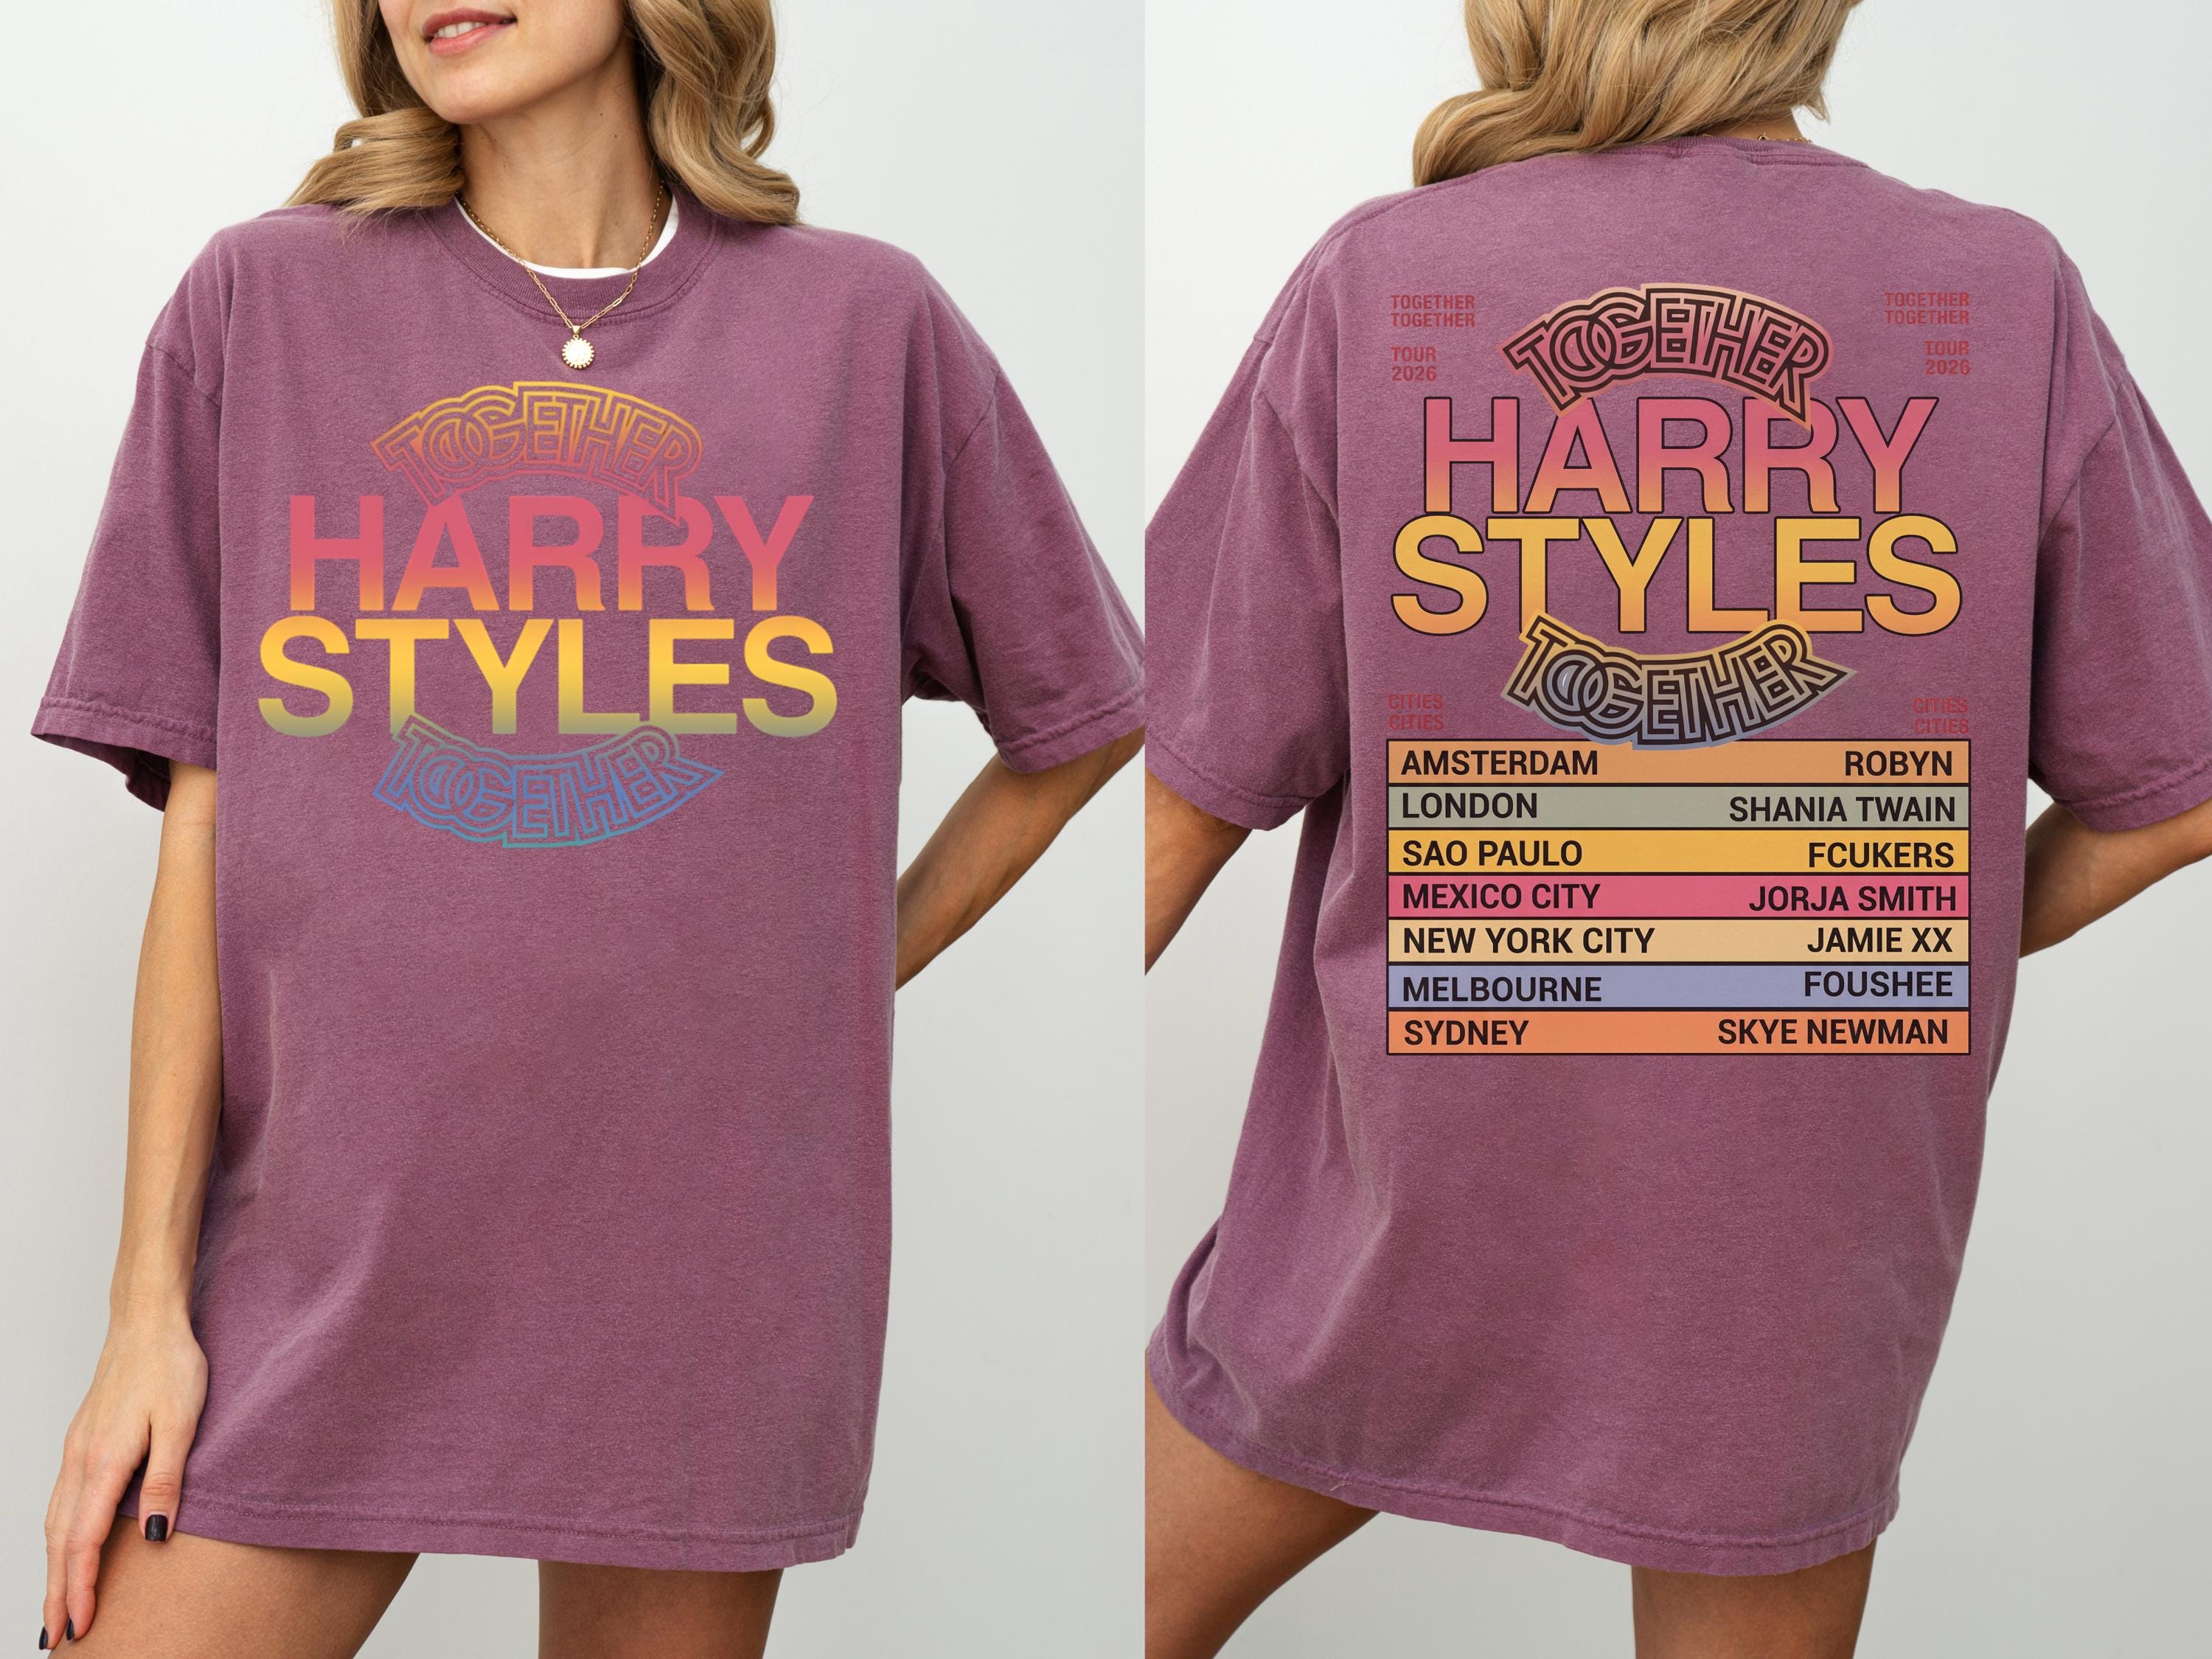 TOGETHER
HARRY
STYLES
TOGETHER
TOGETHER
TOGETHER
TOUR
2026
TOGETHER
TOGETHER
TOGETHER
TOUR
2026
HARRY
STYLES
TOGETHER
CITIES
CITIES
CITIES
CITIES
AMSTERDAM ROBYN
LONDON SHANIA TWAIN
SAO PAULO FCUKERS
MEXICO CITY JORJA SMITH
NEW YORK CITY JAMIE XX
MELBOURNE FOUSHEE
SYDNEY SKYE NEWMAN